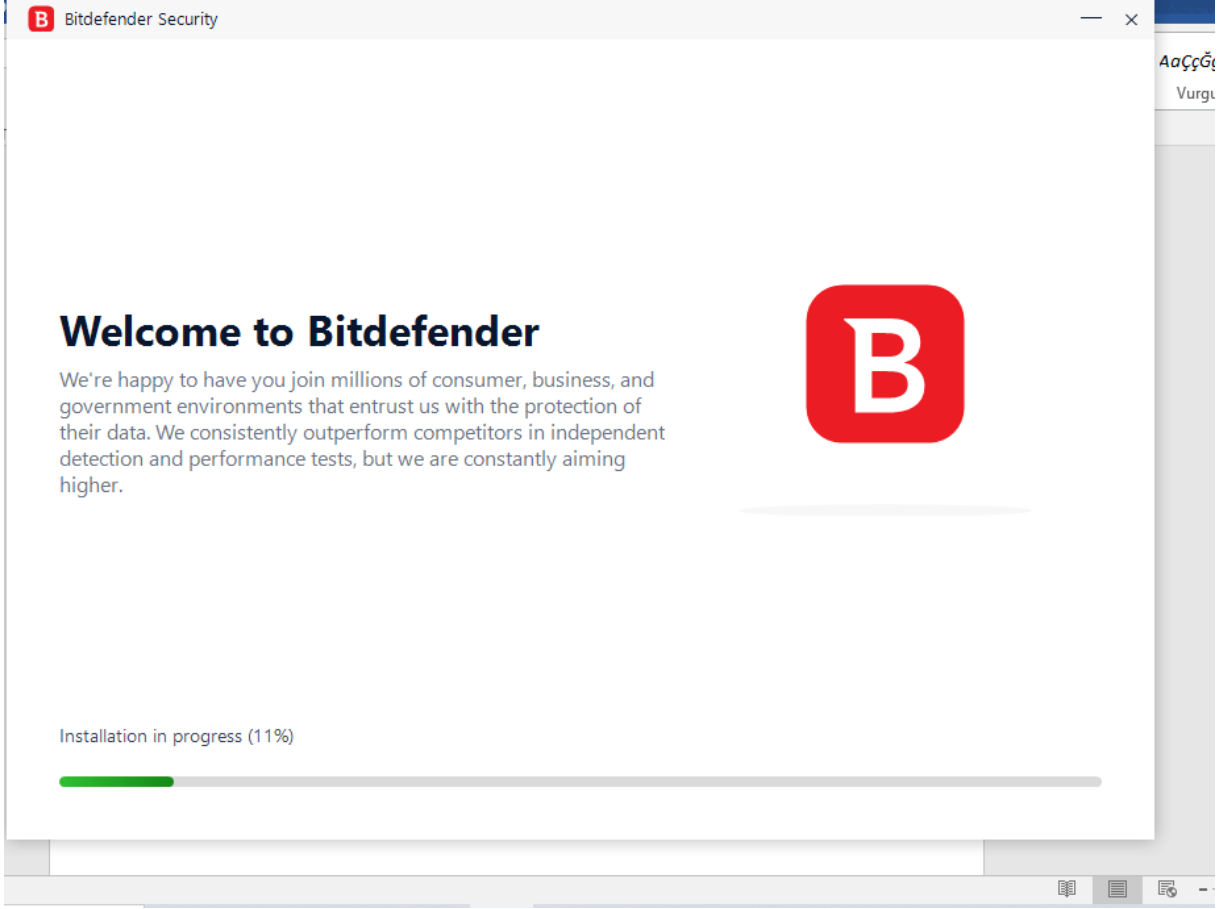 B Bitdefender Security
AaÇçĞğ
Vurgu
Welcome to Bitdefender
We're happy to have you join millions of consumer, business, and
government environments that entrust us with the protection of
their data. We consistently outperform competitors in independent
detection and performance tests, but we are constantly aiming
higher.
B
Installation in progress (11%)